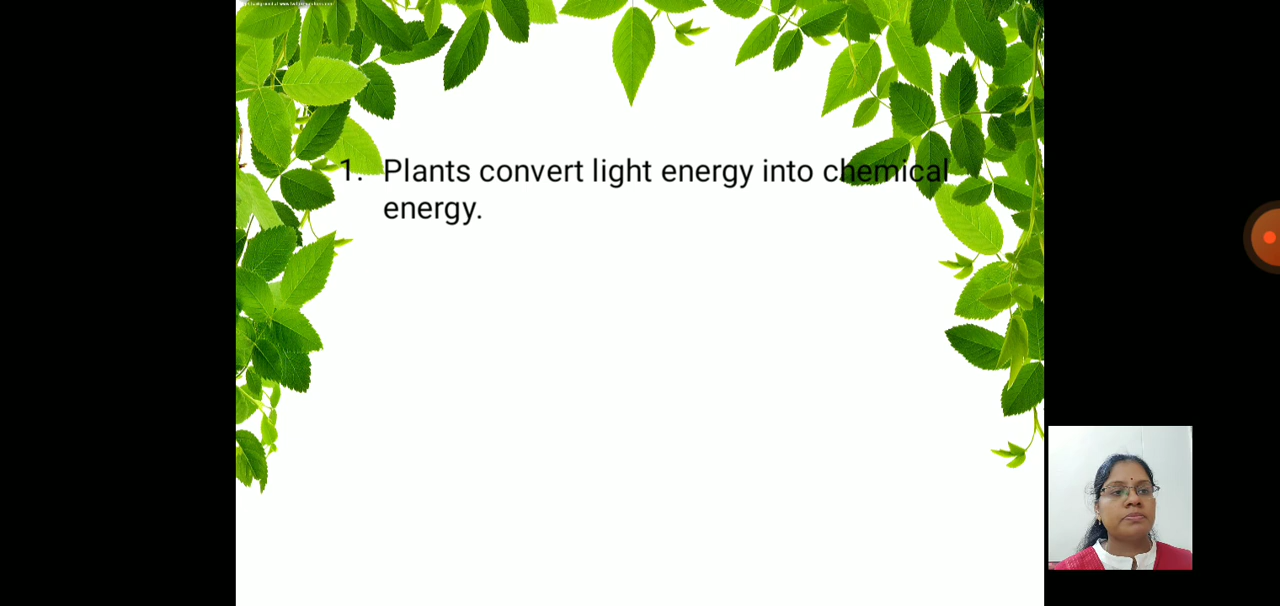 1. Plants convert light energy into chemical
energy.